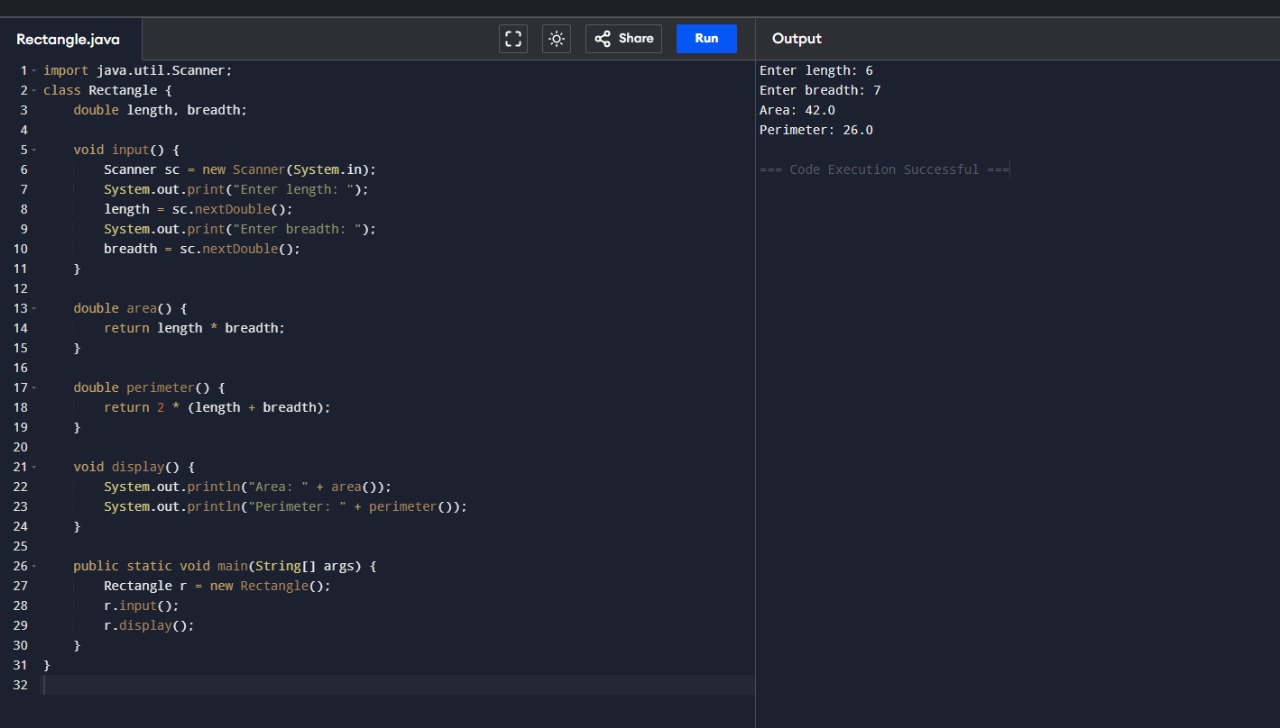 Rectangle.java
Share
Run
Output
1 import java.util.Scanner;
2 class Rectangle {
3     double length, breadth;
4
5     void input() {
6         Scanner sc = new Scanner(System.in);
7         System.out.print("Enter length: ");
8         length = sc.nextDouble();
9         System.out.print("Enter breadth: ");
10         breadth = sc.nextDouble();
11     }
12
13     double area() {
14         return length * breadth;
15     }
16
17     double perimeter() {
18         return 2 * (length + breadth);
19     }
20
21     void display() {
22         System.out.println("Area: " + area());
23         System.out.println("Perimeter: " + perimeter());
24     }
25
26     public static void main(String[] args) {
27         Rectangle r = new Rectangle();
28         r.input();
29         r.display();
30     }
31 }
32
Enter length: 6
Enter breadth: 7
Area: 42.0
Perimeter: 26.0
=== Code Execution Successful ===